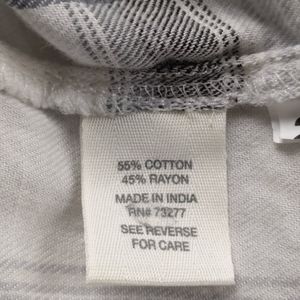 55% COTTON
45% RAYON
MADE IN INDIA
RN# 73277
SEE REVERSE
FOR CARE